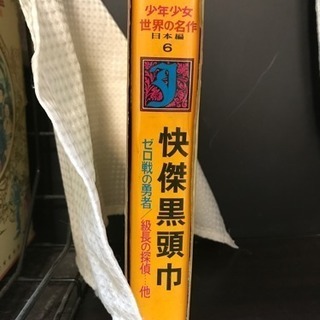 少年少女
世界の名作
日本編
6
快傑黒頭巾
ゼロ戦の勇者/級長の探偵…他